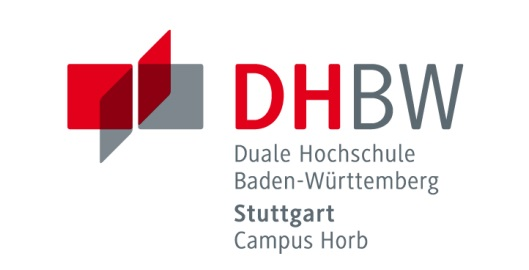 DHBW
Duale Hochschule
Baden-Württemberg
Stuttgart
Campus Horb